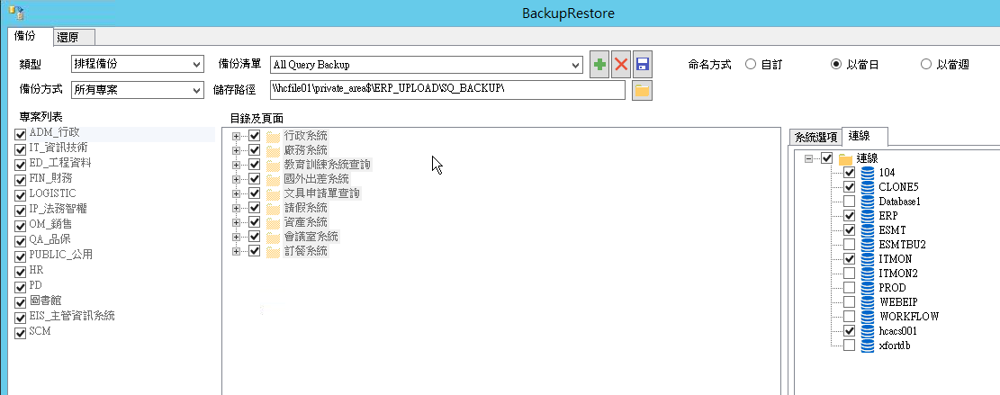 BackupRestore
備份 還原
類型 排程備份 備份清單 All Query Backup 命名方式 自訂 以當日 以當週
備份方式 所有專案 儲存路徑 \\hcfile01\private_area$\ERP_UPLOAD\SQ_BACKUP\
專案列表
ADM_行政
IT_資訊技術
ED_工程資料
FIN_財務
LOGISTIC
IP_法務智權
OM_銷售
QA_品保
PUBLIC_公用
HR
PD
圖書館
EIS_主管資訊系統
SCM
目錄及頁面
行政系統
廠務系統
教育訓練系統查詢
國外出差系統
文具申請單查詢
請假系統
資產系統
會議室系統
訂餐系統
系統選項 連線
連線
104
CLONE5
Database1
ERP
ESMT
ESMTBU2
ITMON
ITMON2
PROD
WEBEIP
WORKFLOW
hcacs001
xfortdb